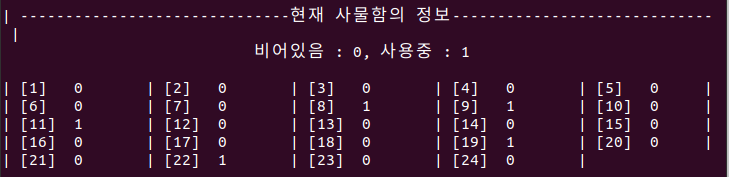 | -----------------------------현재 사물함의 정보----------------------------
|
비어있음 : 0, 사용중 : 1
| [1] 0 | [2] 0 | [3] 0 | [4] 0 | [5] 0 |
| [6] 0 | [7] 0 | [8] 1 | [9] 1 | [10] 0 |
| [11] 1 | [12] 0 | [13] 0 | [14] 0 | [15] 0 |
| [16] 0 | [17] 0 | [18] 0 | [19] 1 | [20] 0 |
| [21] 0 | [22] 1 | [23] 0 | [24] 0 |